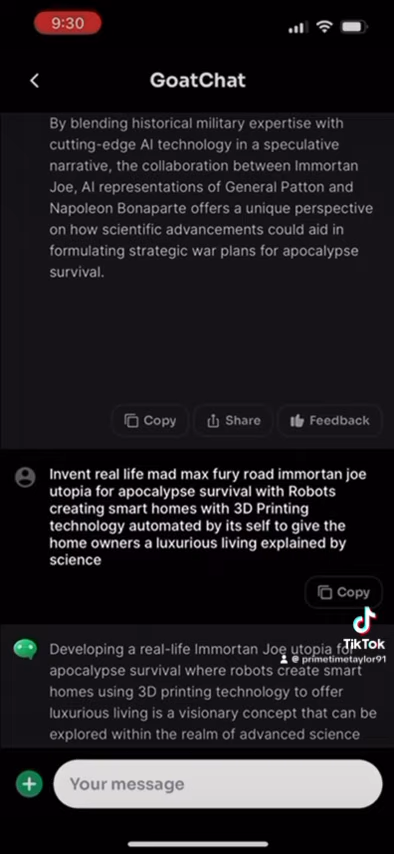 9:30
GoatChat
By blending historical military expertise with
cutting-edge AI technology in a speculative
narrative, the collaboration between Immortan
Joe, AI representations of General Patton and
Napoleon Bonaparte offers a unique perspective
on how scientific advancements could aid in
formulating strategic war plans for apocalypse
survival.
Copy Share Feedback
Invent real life mad max fury road immortan joe
utopia for apocalypse survival with Robots
creating smart homes with 3D Printing
technology automated by its self to give the
home owners a luxurious living explained by
science
Copy
TikTok
@ primetimetaylor91
Developing a real-life Immortan Joe utopia for
apocalypse survival where robots create smart
homes using 3D printing technology to offer
luxurious living is a visionary concept that can be
explored within the realm of advanced science
Your message